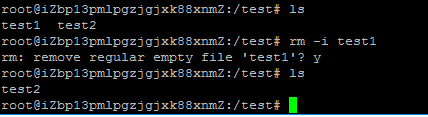 root@iZbp13pmlpgzjgjxk88xnmZ:/test# ls
test1  test2
root@iZbp13pmlpgzjgjxk88xnmZ:/test# rm -i test1
rm: remove regular empty file 'test1'? y
root@iZbp13pmlpgzjgjxk88xnmZ:/test# ls
test2
root@iZbp13pmlpgzjgjxk88xnmZ:/test#